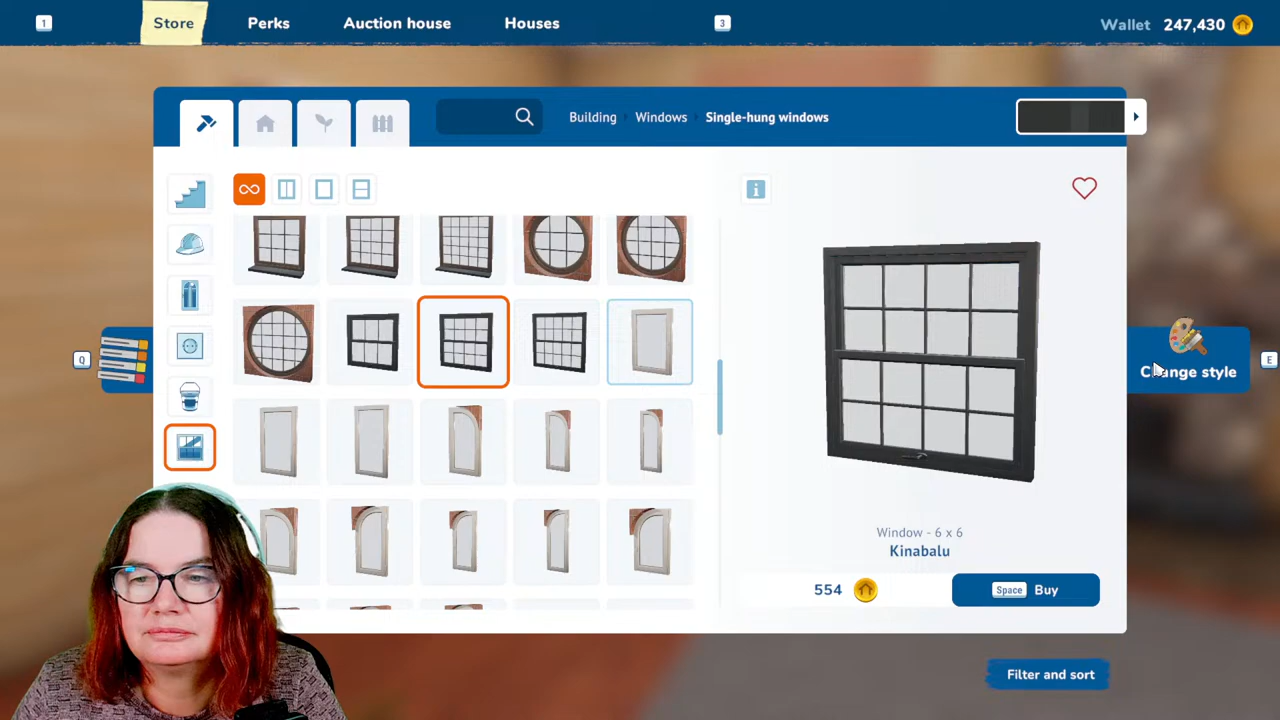 1
Store
Perks
Auction house
Houses
3
Wallet 247,430
Building Windows Single-hung windows
i
Q
Change style
E
Window - 6 x 6
Kinabalu
554
Space Buy
Filter and sort